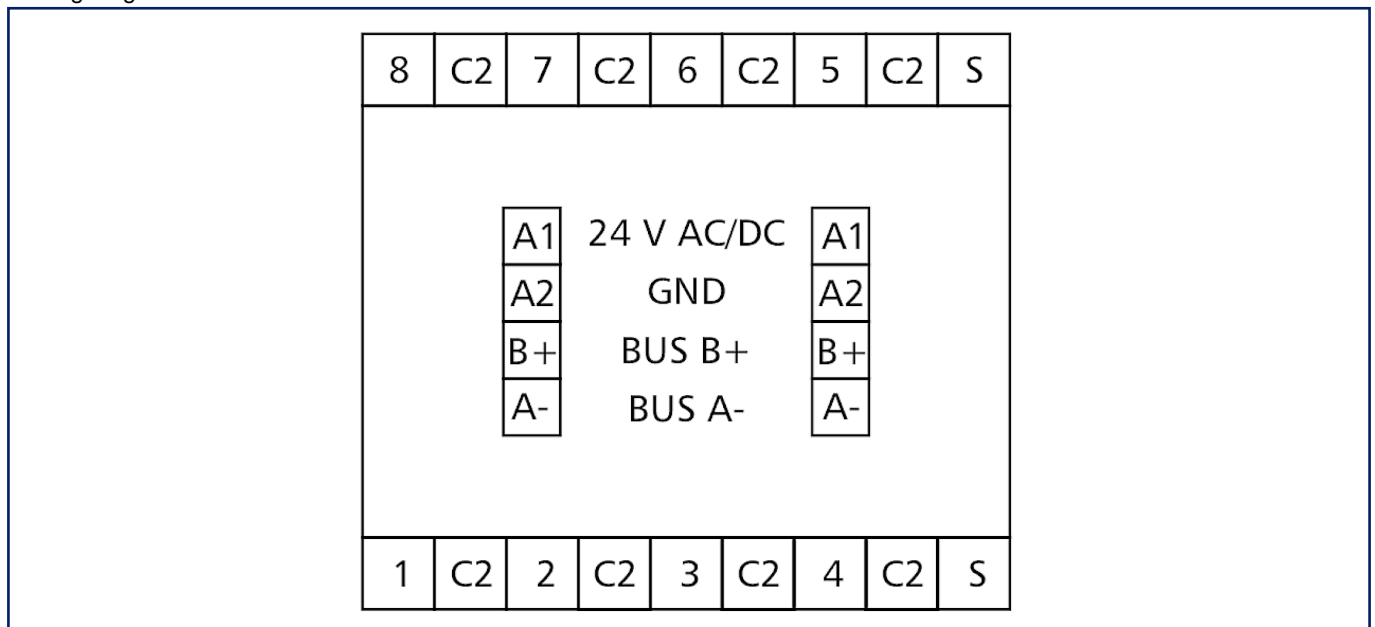 8 C2 7 C2 6 C2 5 C2 S
A1 24 V AC/DC A1
A2 GND A2
B+ BUS B+ B+
A- BUS A- A-
1 C2 2 C2 3 C2 4 C2 S